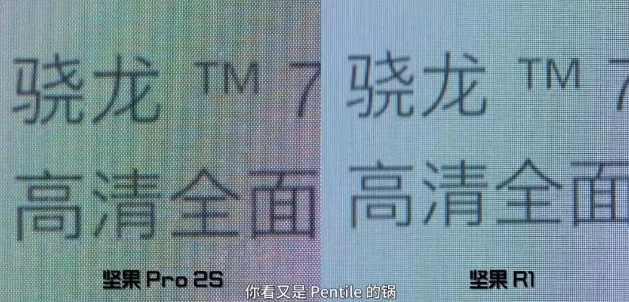 骁龙 ™ 7
高清全面
骁龙 ™ 7
高清全面
坚果 Pro 2S
坚果 R1
你看又是 Pentile 的锅